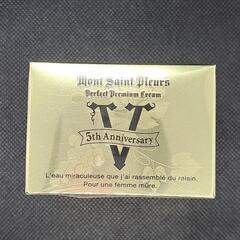 Mont Saint Pleurs
Perfect Premium Cream
V
5th Anniversary
L'eau miraculeuse que j'ai rassemblé du raisin.
Pour une femme mûre.